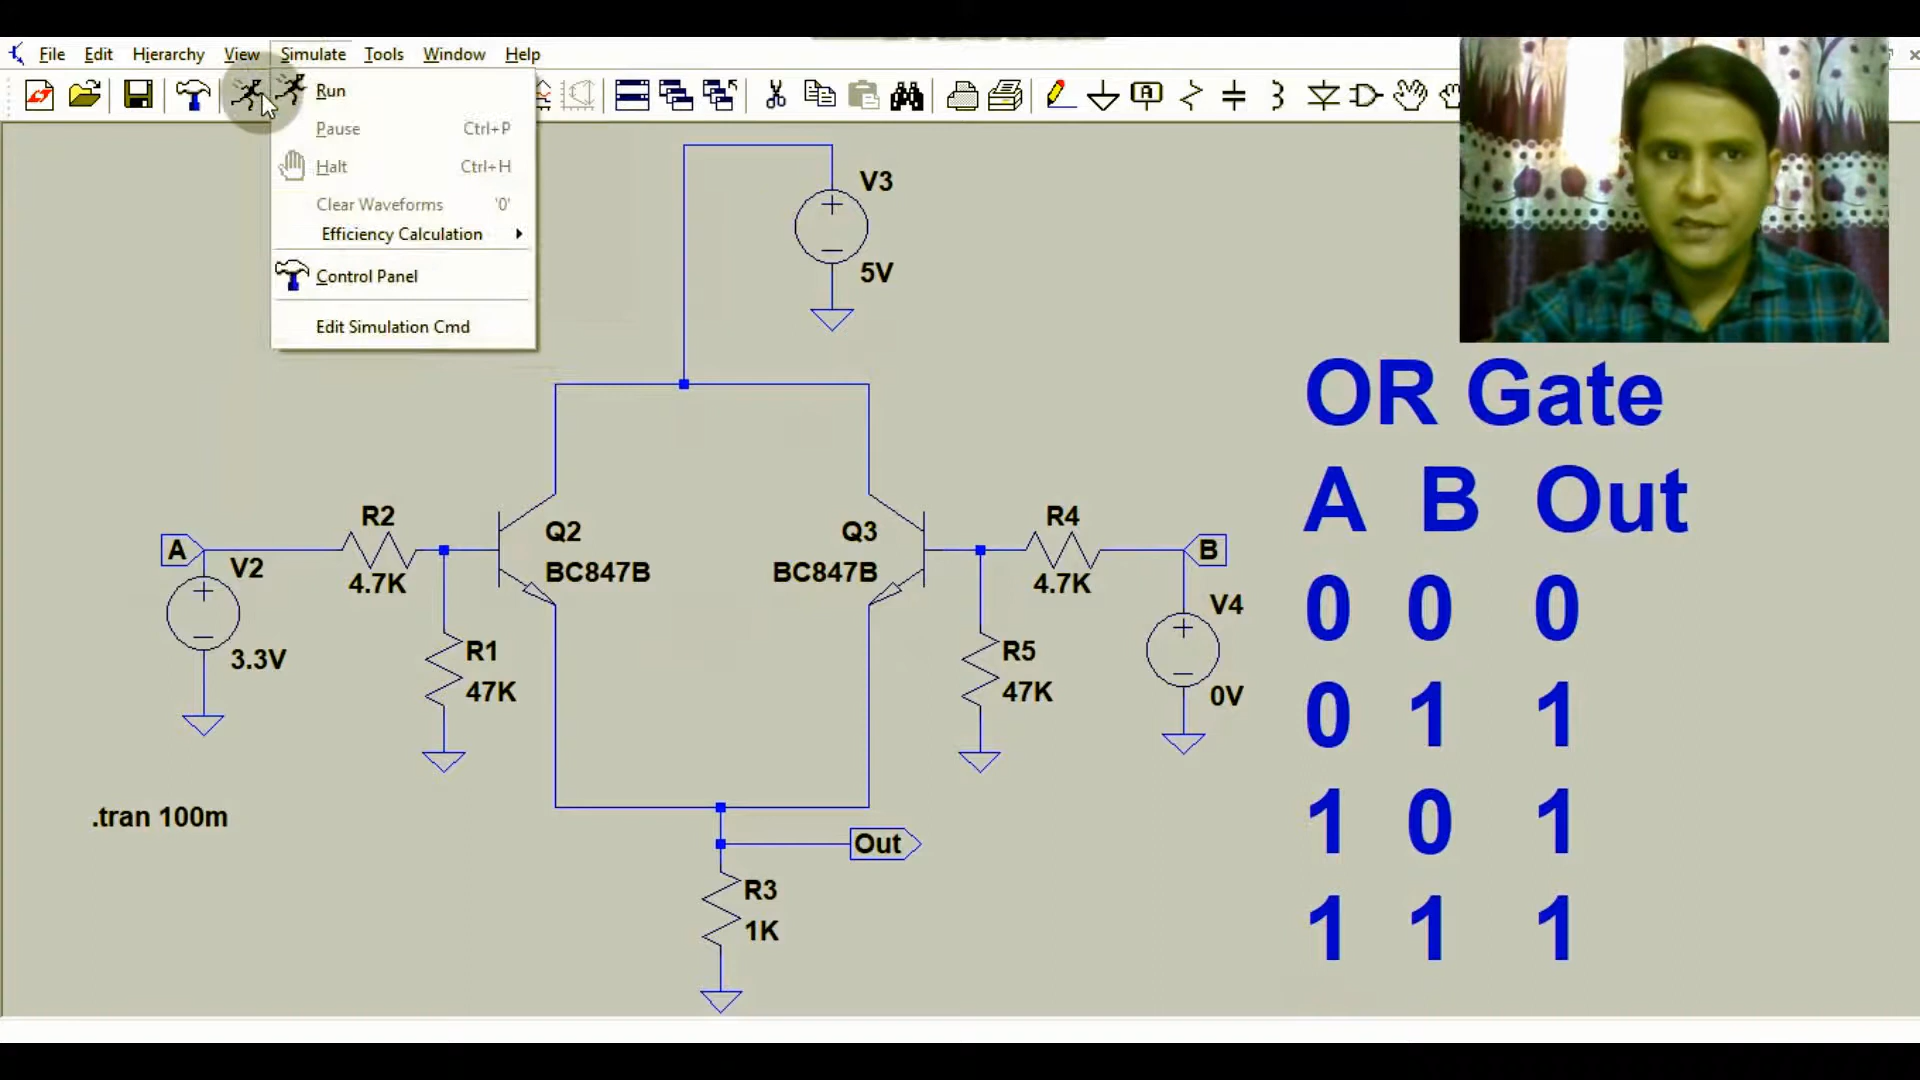 File Edit Hierarchy View Simulate Tools Window Help
Run
Pause Ctrl+P
Halt Ctrl+H
Clear Waveforms '0'
Efficiency Calculation
Control Panel
Edit Simulation Cmd
A
V3
5V
OR Gate
A B Out
0 0 0
0 1 1
1 0 1
1 1 1
A
V2
3.3V
R2
4.7K
Q2
BC847B
R1
47K
Q3
BC847B
R4
4.7K
B
V4
0V
R5
47K
.tran 100m
Out
R3
1K